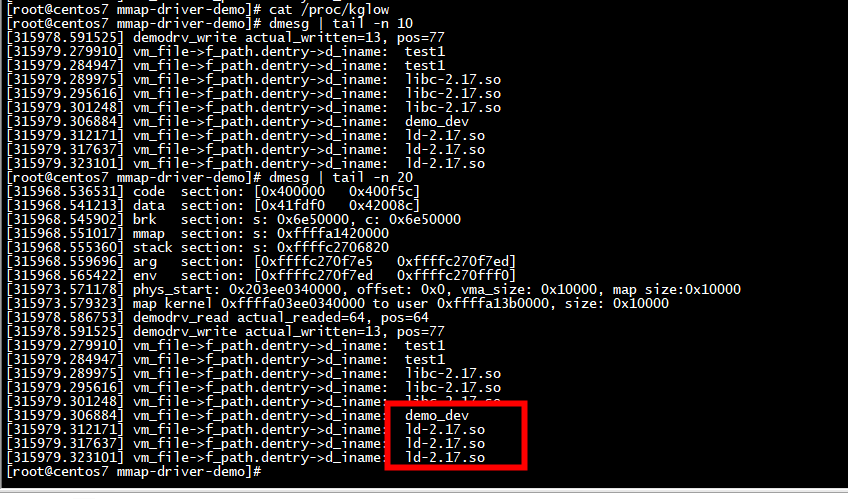 [root@centos7 mmap-driver-demo]# cat /proc/kglow
[root@centos7 mmap-driver-demo]# dmesg | tail -n 10
[315978.591525] demodrv_write actual_written=13, pos=77
[315979.279910] vm_file->f_path.dentry->d_iname:  test1
[315979.284947] vm_file->f_path.dentry->d_iname:  test1
[315979.289975] vm_file->f_path.dentry->d_iname:  libc-2.17.so
[315979.295616] vm_file->f_path.dentry->d_iname:  libc-2.17.so
[315979.301248] vm_file->f_path.dentry->d_iname:  libc-2.17.so
[315979.306884] vm_file->f_path.dentry->d_iname:  demo_dev
[315979.312171] vm_file->f_path.dentry->d_iname:  ld-2.17.so
[315979.317637] vm_file->f_path.dentry->d_iname:  ld-2.17.so
[315979.323101] vm_file->f_path.dentry->d_iname:  ld-2.17.so
[root@centos7 mmap-driver-demo]# dmesg | tail -n 20
[315968.536531] code  section: [0x400000   0x400f5c]
[315968.541213] data  section: [0x41fdf0   0x42008c]
[315968.545902] brk   section: s: 0x6e50000, c: 0x6e50000
[315968.551017] mmap  section: s: 0xffffa1420000
[315968.555360] stack section: s: 0xffffc2706820
[315968.559696] arg   section: [0xffffc270f7e5   0xffffc270f7ed]
[315968.565422] env   section: [0xffffc270f7ed   0xffffc270fff0]
[315973.571178] phys_start: 0x203ee0340000, offset: 0x0, vma_size: 0x10000, map size:0x10000
[315973.579323] map kernel 0xffffa03ee0340000 to user 0xffffa13b0000, size: 0x10000
[315978.586753] demodrv_read actual_readed=64, pos=64
[315978.591525] demodrv_write actual_written=13, pos=77
[315979.279910] vm_file->f_path.dentry->d_iname:  test1
[315979.284947] vm_file->f_path.dentry->d_iname:  test1
[315979.289975] vm_file->f_path.dentry->d_iname:  libc-2.17.so
[315979.295616] vm_file->f_path.dentry->d_iname:  libc-2.17.so
[315979.301248] vm_file->f_path.dentry->d_iname:  libc-2.17.so
[315979.306884] vm_file->f_path.dentry->d_iname:  demo_dev
[315979.312171] vm_file->f_path.dentry->d_iname:  ld-2.17.so
[315979.317637] vm_file->f_path.dentry->d_iname:  ld-2.17.so
[315979.323101] vm_file->f_path.dentry->d_iname:  ld-2.17.so
[root@centos7 mmap-driver-demo]#